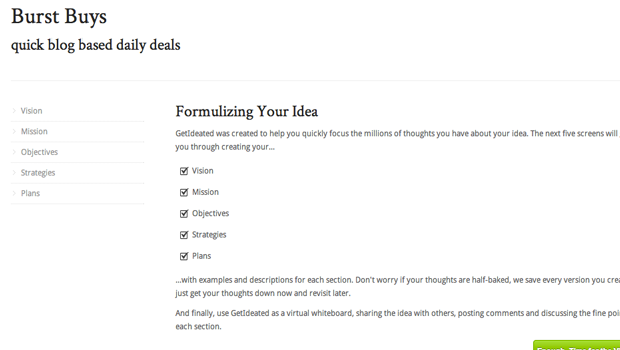 Burst Buys
quick blog based daily deals
Vision
Mission
Objectives
Strategies
Plans
Formulizing Your Idea
GetIdeated was created to help you quickly focus the millions of thoughts you have about your idea. The next five screens will
you through creating your...
Vision
Mission
Objectives
Strategies
Plans
...with examples and descriptions for each section. Don't worry if your thoughts are half-baked, we save every version you
just get your thoughts down now and revisit later.
And finally, use GetIdeated as a virtual whiteboard, sharing the idea with others, posting comments and discussing the fine
each section.